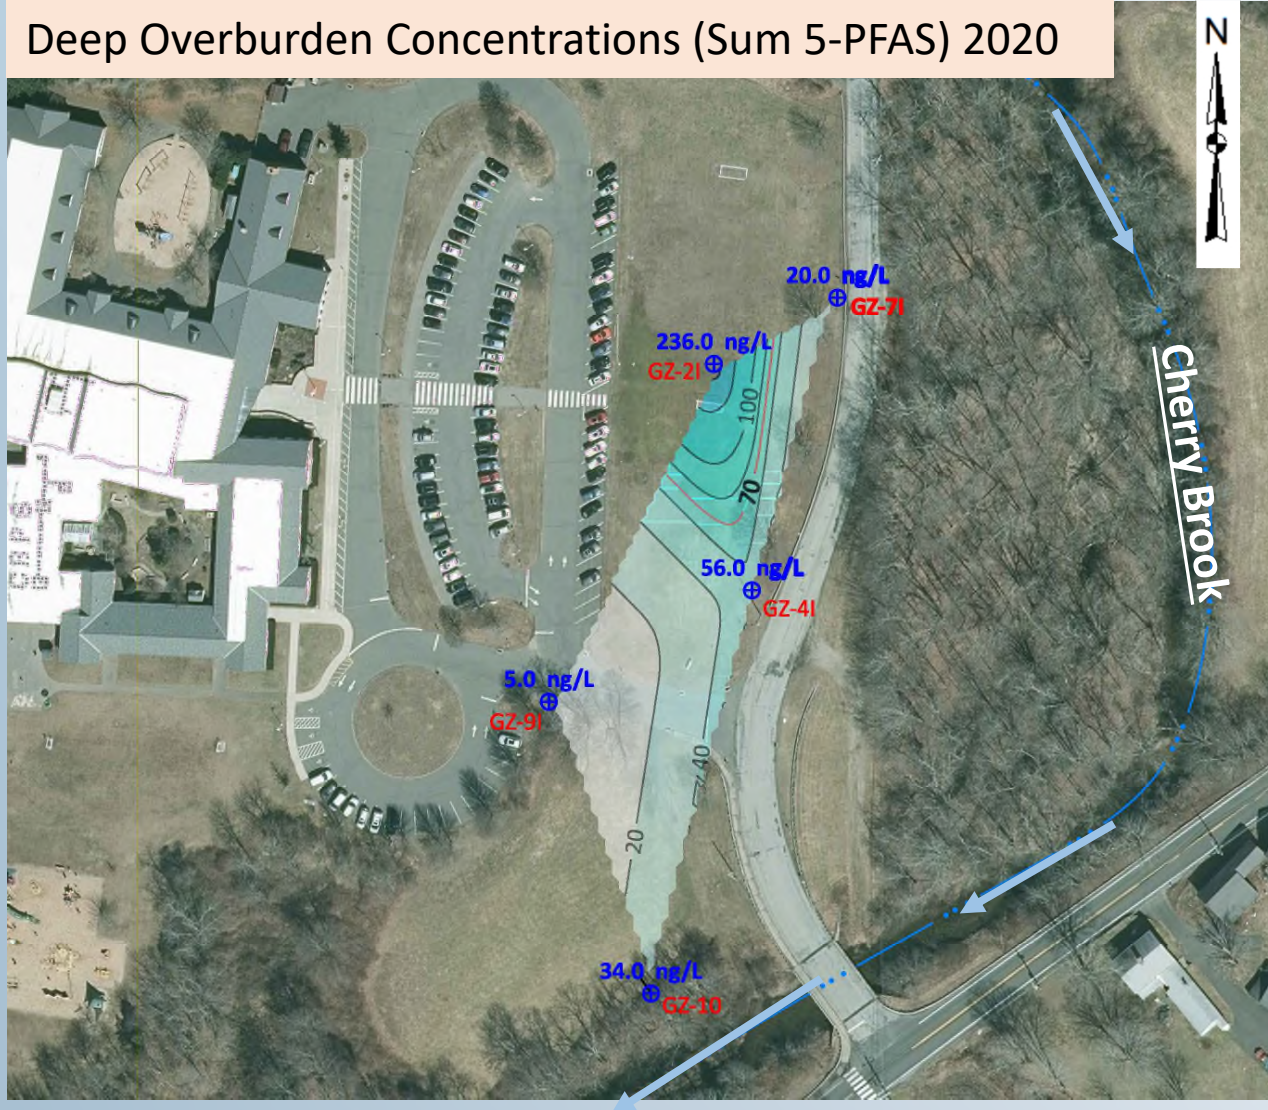 Deep Overburden Concentrations (Sum 5-PFAS) 2020
N
20.0 ng/L
GZ-7I
236.0 ng/L
GZ-2I
100
Cherry Brook
70
56.0 ng/L
GZ-4I
5.0 ng/L
GZ-9I
40
20
34.0 ng/L
GZ-10